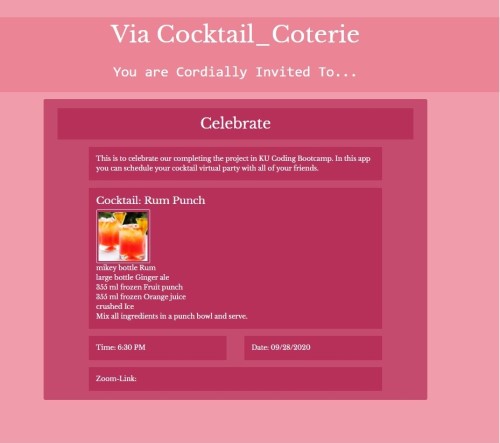 Via Cocktail_Coterie
You are Cordially Invited To...
Celebrate
This is to celebrate our completing the project in KU Coding Bootcamp. In this app
you can schedule your cocktail virtual party with all of your friends.
Cocktail: Rum Punch
mikey bottle Rum
large bottle Ginger ale
355 ml frozen Fruit punch
355 ml frozen Orange juice
crushed Ice
Mix all ingredients in a punch bowl and serve.
Time: 6:30 PM
Date: 09/28/2020
Zoom-Link: